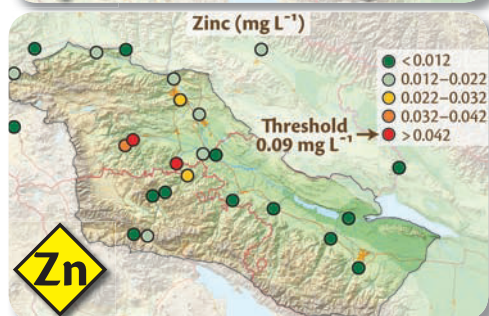 Zinc (mg L⁻¹)
<0.012
0.012–0.022
0.022–0.032
0.032–0.042
>0.042
Threshold
0.09 mg L⁻¹
Zn